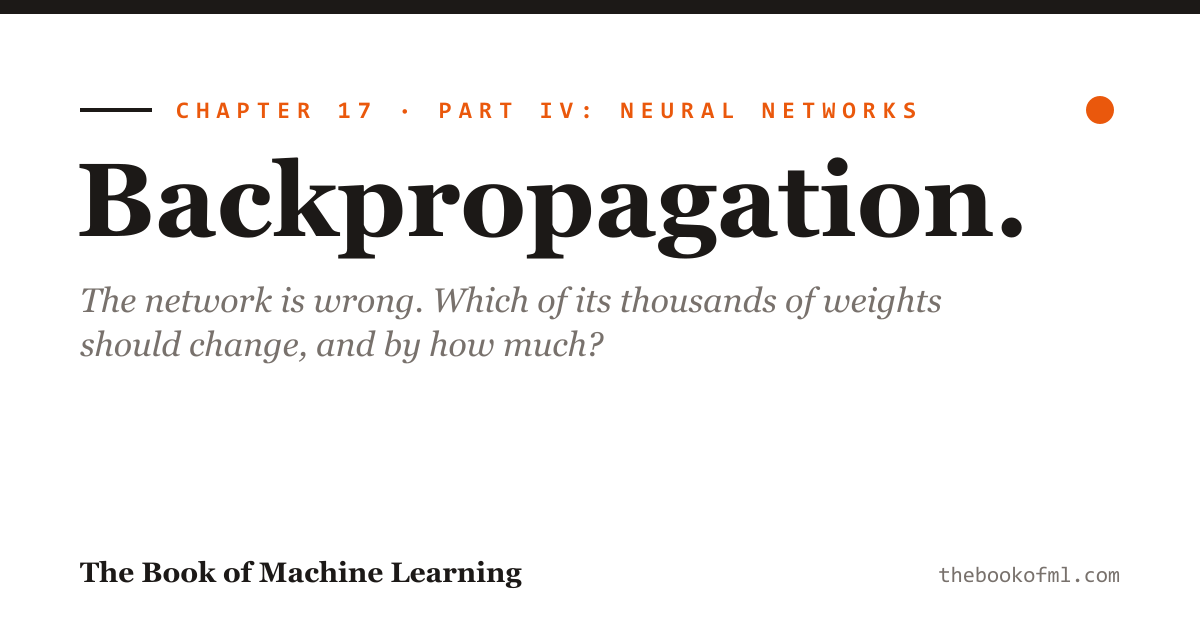 CHAPTER 17 · PART IV: NEURAL NETWORKS
Backpropagation.
The network is wrong. Which of its thousands of weights
should change, and by how much?
The Book of Machine Learning
thebookofml.com